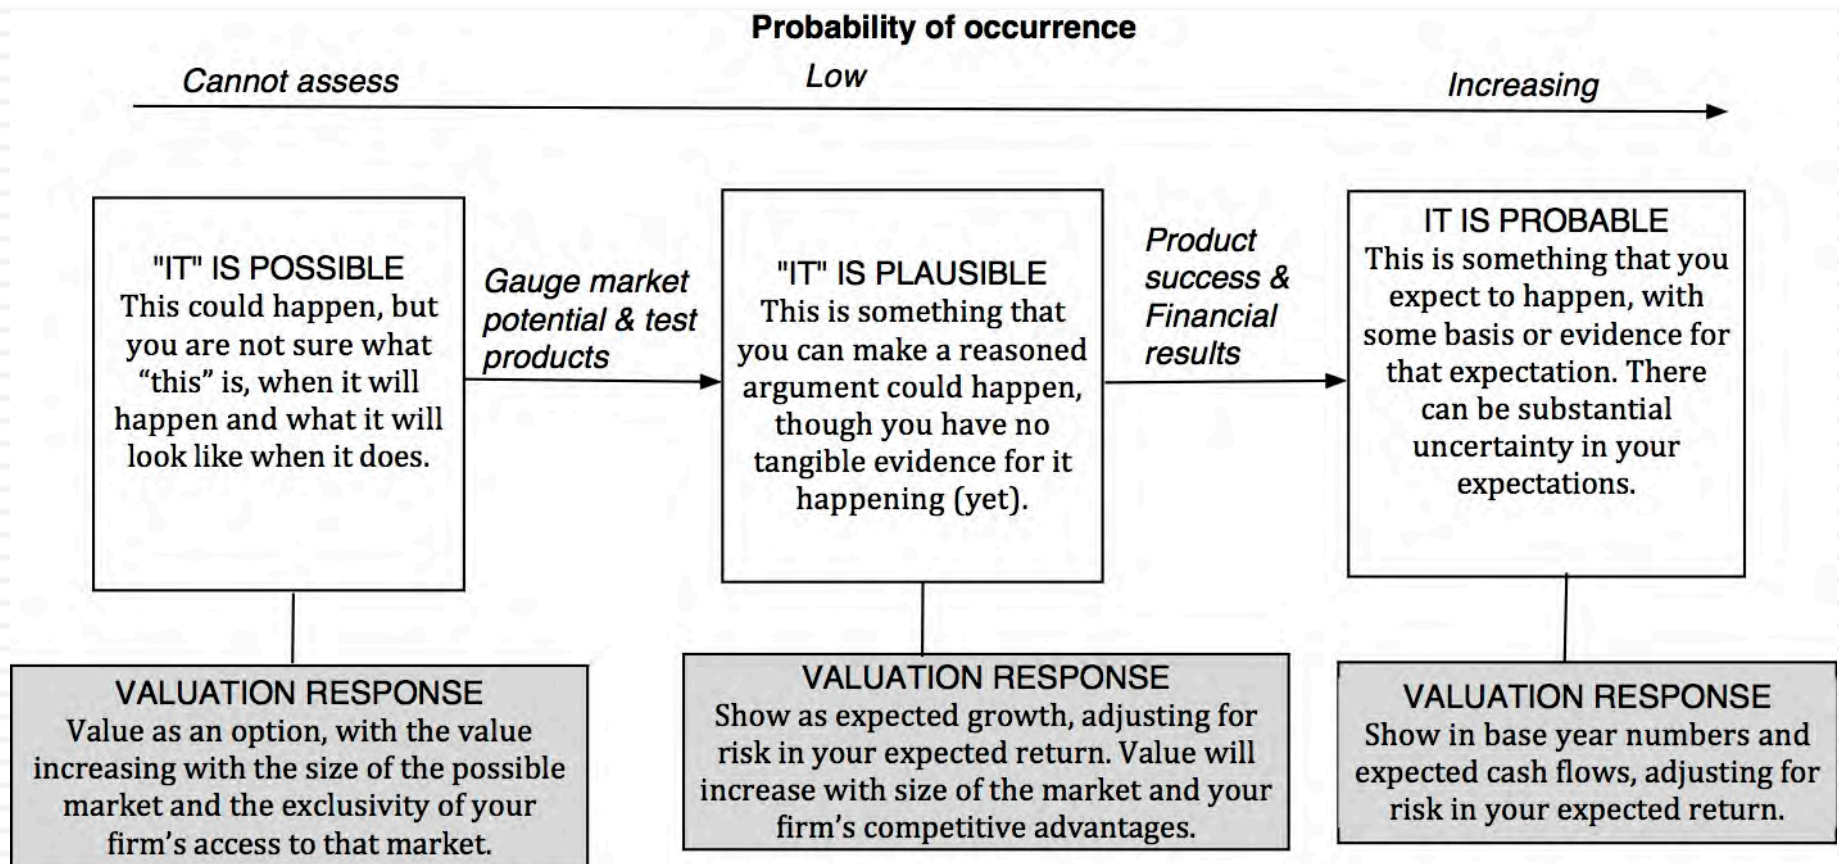 Probability of occurrence
Cannot assess
Low
Increasing
"IT" IS POSSIBLE
This could happen, but
you are not sure what
“this” is, when it will
happen and what it will
look like when it does.
Gauge market
potential & test
products
"IT" IS PLAUSIBLE
This is something that
you can make a reasoned
argument could happen,
though you have no
tangible evidence for it
happening (yet).
Product
success &
Financial
results
IT IS PROBABLE
This is something that you
expect to happen, with
some basis or evidence for
that expectation. There
can be substantial
uncertainty in your
expectations.
VALUATION RESPONSE
Value as an option, with the value
increasing with the size of the possible
market and the exclusivity of your
firm’s access to that market.
VALUATION RESPONSE
Show as expected growth, adjusting for
risk in your expected return. Value will
increase with size of the market and your
firm’s competitive advantages.
VALUATION RESPONSE
Show in base year numbers and
expected cash flows, adjusting for
risk in your expected return.